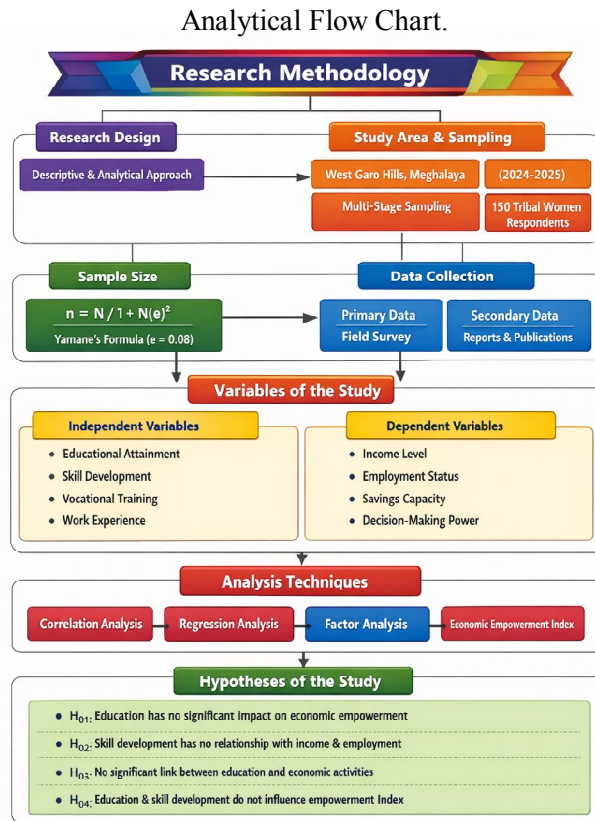 Analytical Flow Chart.
Research Methodology
Research Design
Study Area & Sampling
Descriptive & Analytical Approach
West Garo Hills, Meghalaya
(2024-2025)
Multi-Stage Sampling
150 Tribal Women
Respondents
Sample Size
Data Collection
n = N / 1 + N(e)²
Yamane's Formula (e = 0.08)
Primary Data
Field Survey
Secondary Data
Reports & Publications
Variables of the Study
Independent Variables
• Educational Attainment
• Skill Development
• Vocational Training
• Work Experience
Dependent Variables
• Income Level
• Employment Status
• Savings Capacity
• Decision-Making Power
Analysis Techniques
Correlation Analysis
Regression Analysis
Factor Analysis
Economic Empowerment Index
Hypotheses of the Study
• H₀₁: Education has no significant impact on economic empowerment
• H₀₂: Skill development has no relationship with income & employment
• H₀₃: No significant link between education and economic activities
• H₀₄: Education & skill development do not influence empowerment Index